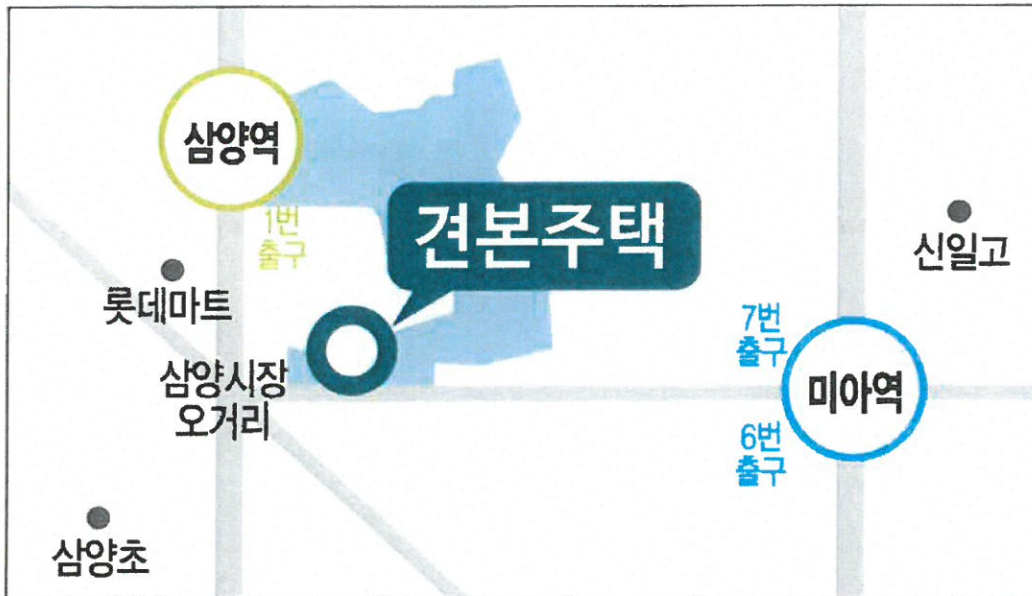 삼양역
1번
출구
견본주택
신일고
롯데마트
7번
출구
삼양시장
오거리
미아역
6번
출구
삼양초